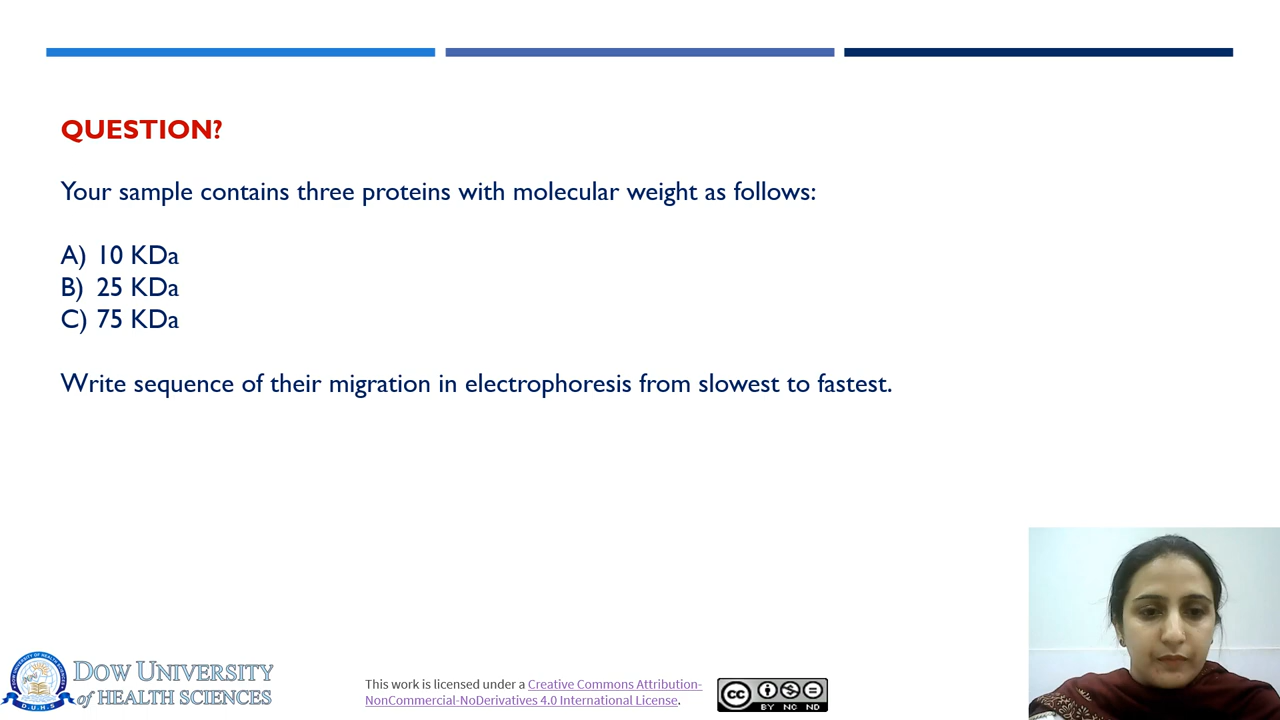 QUESTION?
Your sample contains three proteins with molecular weight as follows:
A) 10 KDa
B) 25 KDa
C) 75 KDa
Write sequence of their migration in electrophoresis from slowest to fastest.
DOW UNIVERSITY
of HEALTH SCIENCES
D.U.H.S
This work is licensed under a Creative Commons Attribution-
NonCommercial-NoDerivatives 4.0 International License.
cc
BY NC ND